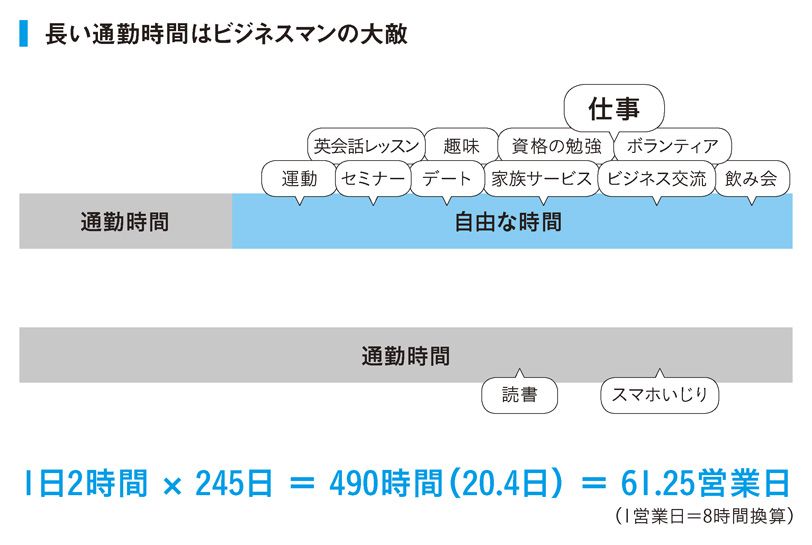 長い通勤時間はビジネスマンの大敵
仕事
英会話レッスン 趣味 資格の勉強 ボランティア
運動 セミナー デート 家族サービス ビジネス交流 飲み会
通勤時間 自由な時間
通勤時間
読書 スマホいじり
1日2時間 × 245日 = 490時間(20.4日) = 61.25営業日
(1営業日=8時間換算)